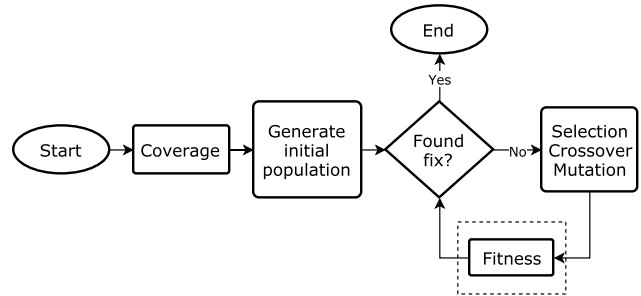 End
Yes
Start
Coverage
Generate
initial
population
Found
fix?
No
Selection
Crossover
Mutation
Fitness